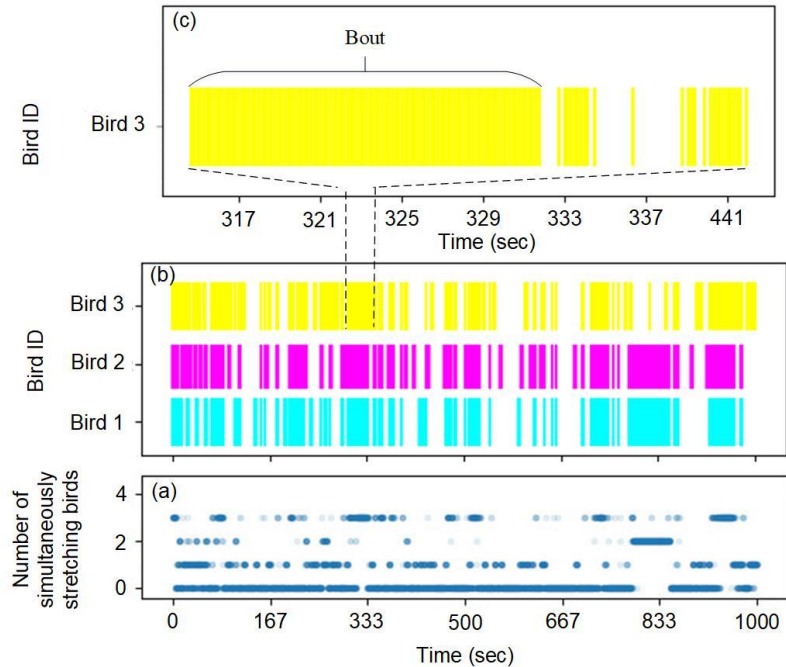 (c)
Bout
Bird ID
Bird 3
317 321 325 329 333 337 441
Time (sec)
(b)
Bird ID
Bird 3
Bird 2
Bird 1
(a)
Number of
simultaneously
stretching birds
4
2
0
0 167 333 500 667 833 1000
Time (sec)